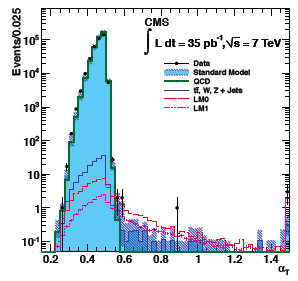 CMS
∫ L dt = 35 pb⁻¹, √s = 7 TeV
Events/0.025
Data
Standard Model
QCD
tt̄, W, Z + Jets
LM0
LM1
10⁵
10⁴
10³
10²
10
1
10⁻¹
0.2 0.4 0.6 0.8 1 1.2 1.4
α_T